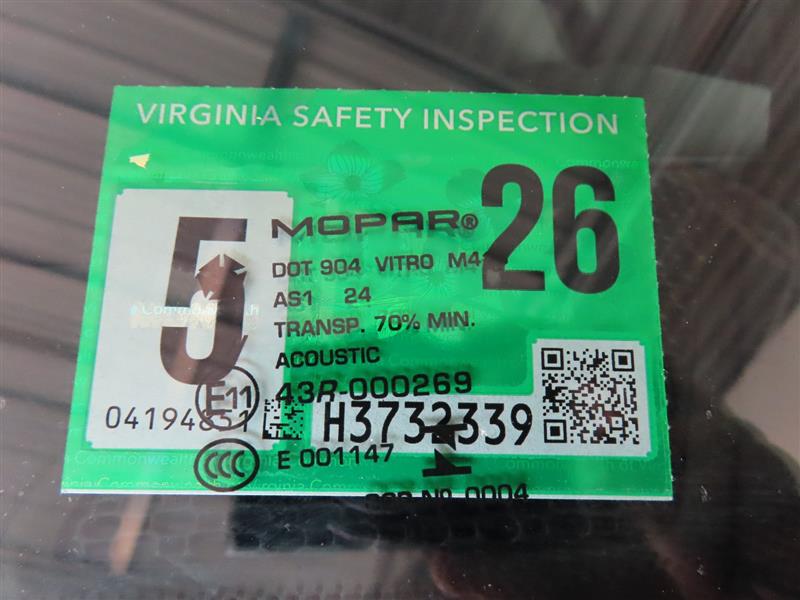 VIRGINIA SAFETY INSPECTION
5
26
MOPAR®
DOT 904 VITRO
AS1 24
TRANSP. 70% MIN.
ACOUSTIC
E11 43R-000269
04194851 H3732339
CCC E 001147